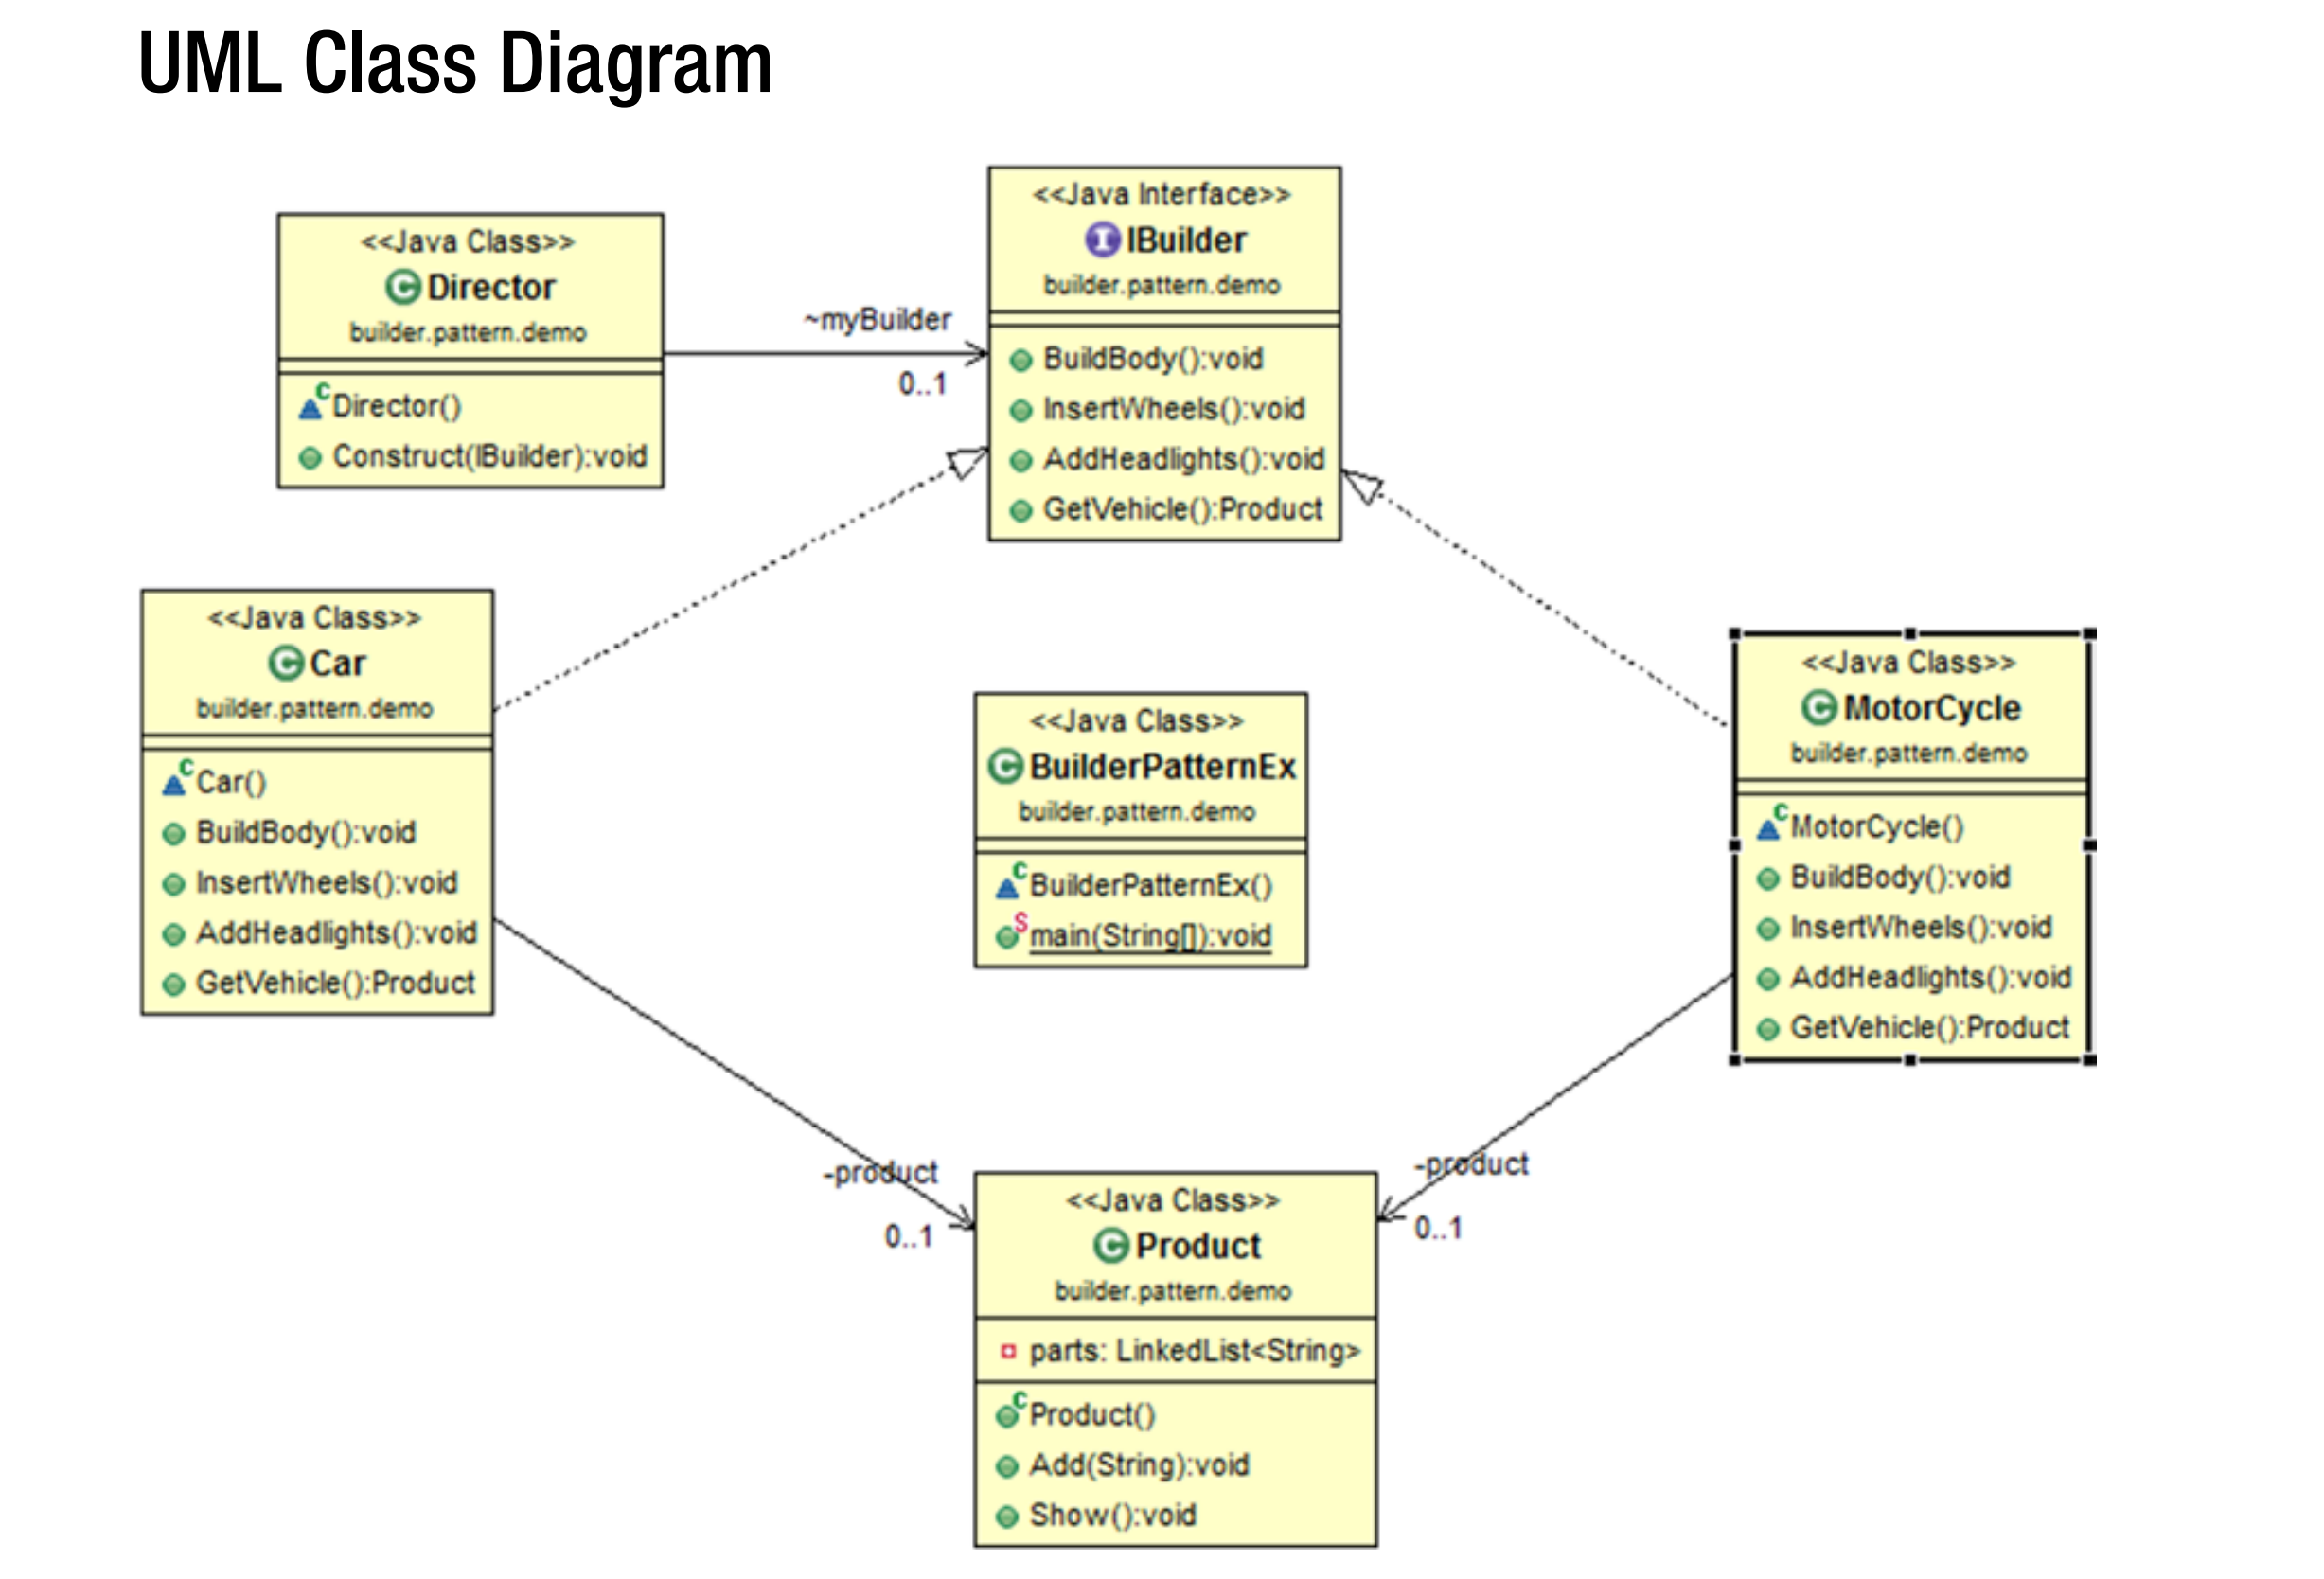 UML Class Diagram
<<Java Class>>
Director
builder.pattern.demo
Director()
Construct(IBuilder):void
~myBuilder
0..1
<<Java Interface>>
IBuilder
builder.pattern.demo
BuildBody():void
InsertWheels():void
AddHeadlights():void
GetVehicle():Product
<<Java Class>>
Car
builder.pattern.demo
Car()
BuildBody():void
InsertWheels():void
AddHeadlights():void
GetVehicle():Product
<<Java Class>>
BuilderPatternEx
builder.pattern.demo
BuilderPatternEx()
main(String[]):void
<<Java Class>>
MotorCycle
builder.pattern.demo
MotorCycle()
BuildBody():void
InsertWheels():void
AddHeadlights():void
GetVehicle():Product
-product
0..1
-product
0..1
<<Java Class>>
Product
builder.pattern.demo
parts: LinkedList<String>
Product()
Add(String):void
Show():void